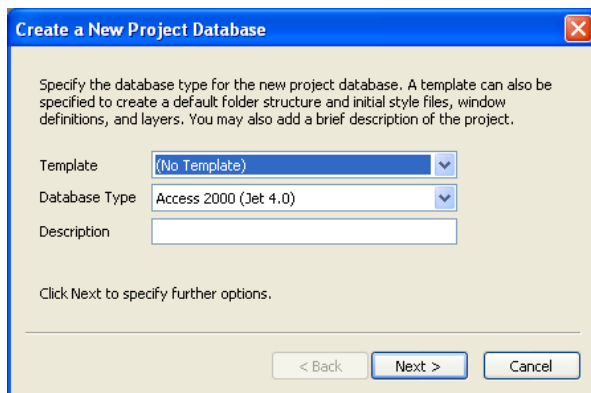 Create a New Project Database
Specify the database type for the new project database. A template can also be
specified to create a default folder structure and initial style files, window
definitions, and layers. You may also add a brief description of the project.
Template (No Template)
Database Type Access 2000 (Jet 4.0)
Description
Click Next to specify further options.
< Back Next > Cancel